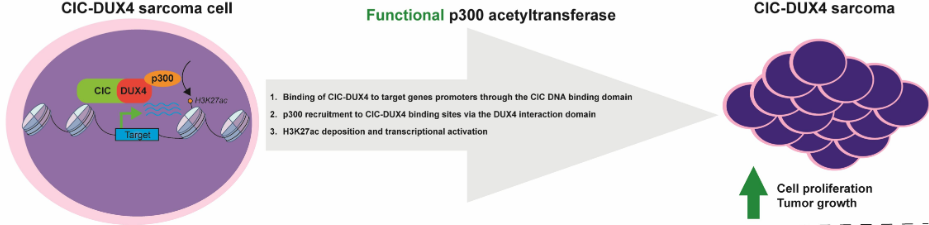 CIC-DUX4 sarcoma cell
Functional p300 acetyltransferase
CIC-DUX4 sarcoma
p300
CIC
DUX4
H3K27ac
Target
1. Binding of CIC-DUX4 to target genes promoters through the CIC DNA binding domain
2. p300 recruitment to CIC-DUX4 binding sites via the DUX4 interaction domain
3. H3K27ac deposition and transcriptional activation
Cell proliferation
Tumor growth